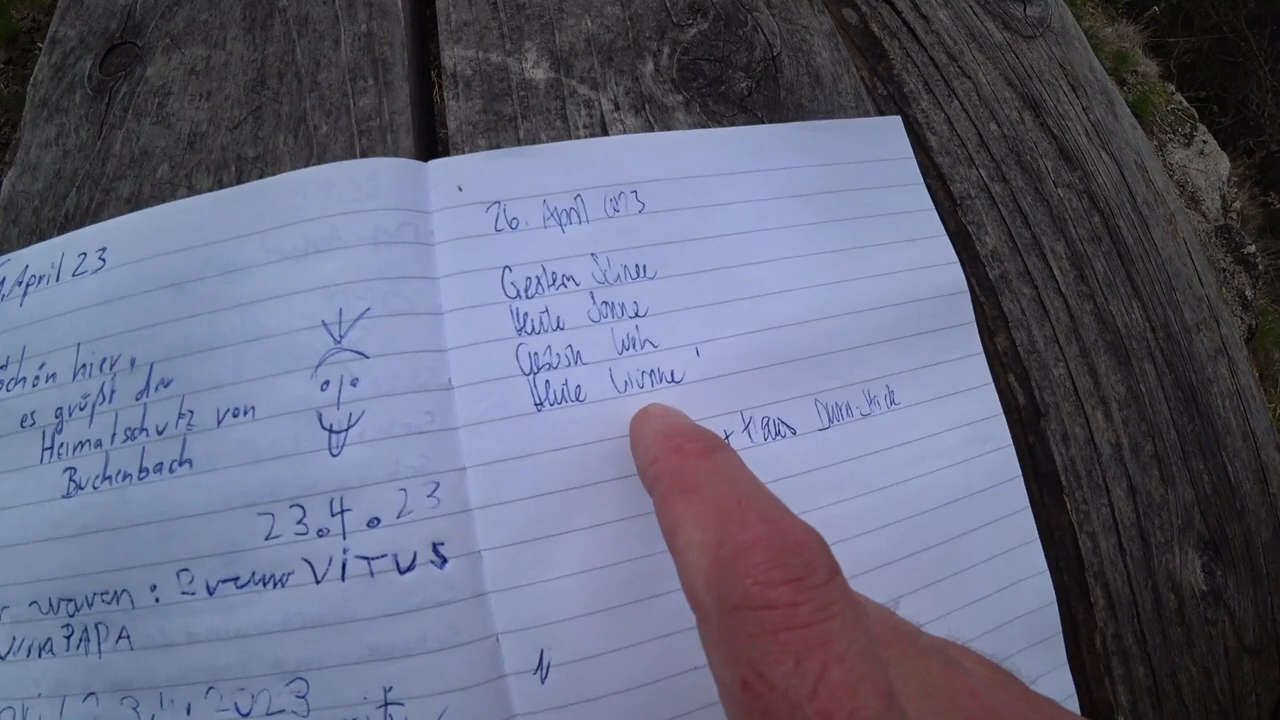 April 23
schön hier,
es grüßt der
Heimatschutz von
Buchenbach
23.4.23
waren: VITUS
PAPA
2023
26. April 2023
Gestern Schnee
Heute Sonne
Gestern Weh
Heute Wonne!